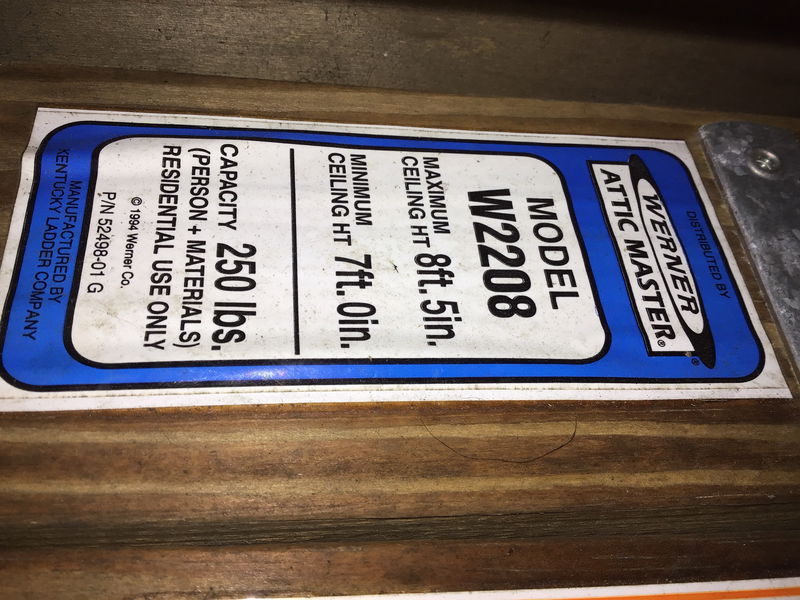 DISTRIBUTED BY
WERNER®
ATTIC MASTER®
MODEL
W2208
MAXIMUM
CEILING HT 8ft. 5in.
MINIMUM
CEILING HT 7ft. 0in.
CAPACITY 250 lbs.
(PERSON + MATERIALS)
RESIDENTIAL USE ONLY
© 1994 Werner Co.
P/N 52498-01 G
MANUFACTURED BY
KENTUCKY LADDER COMPANY